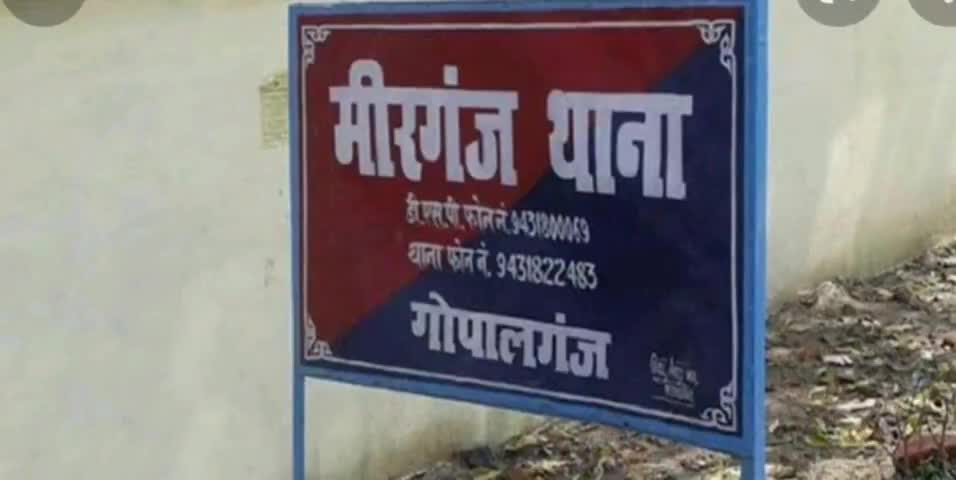 मीरगंज थाना
डी.एस.पी. फोन नं. 9431800069
थाना फोन नं. 9431822483
गोपालगंज